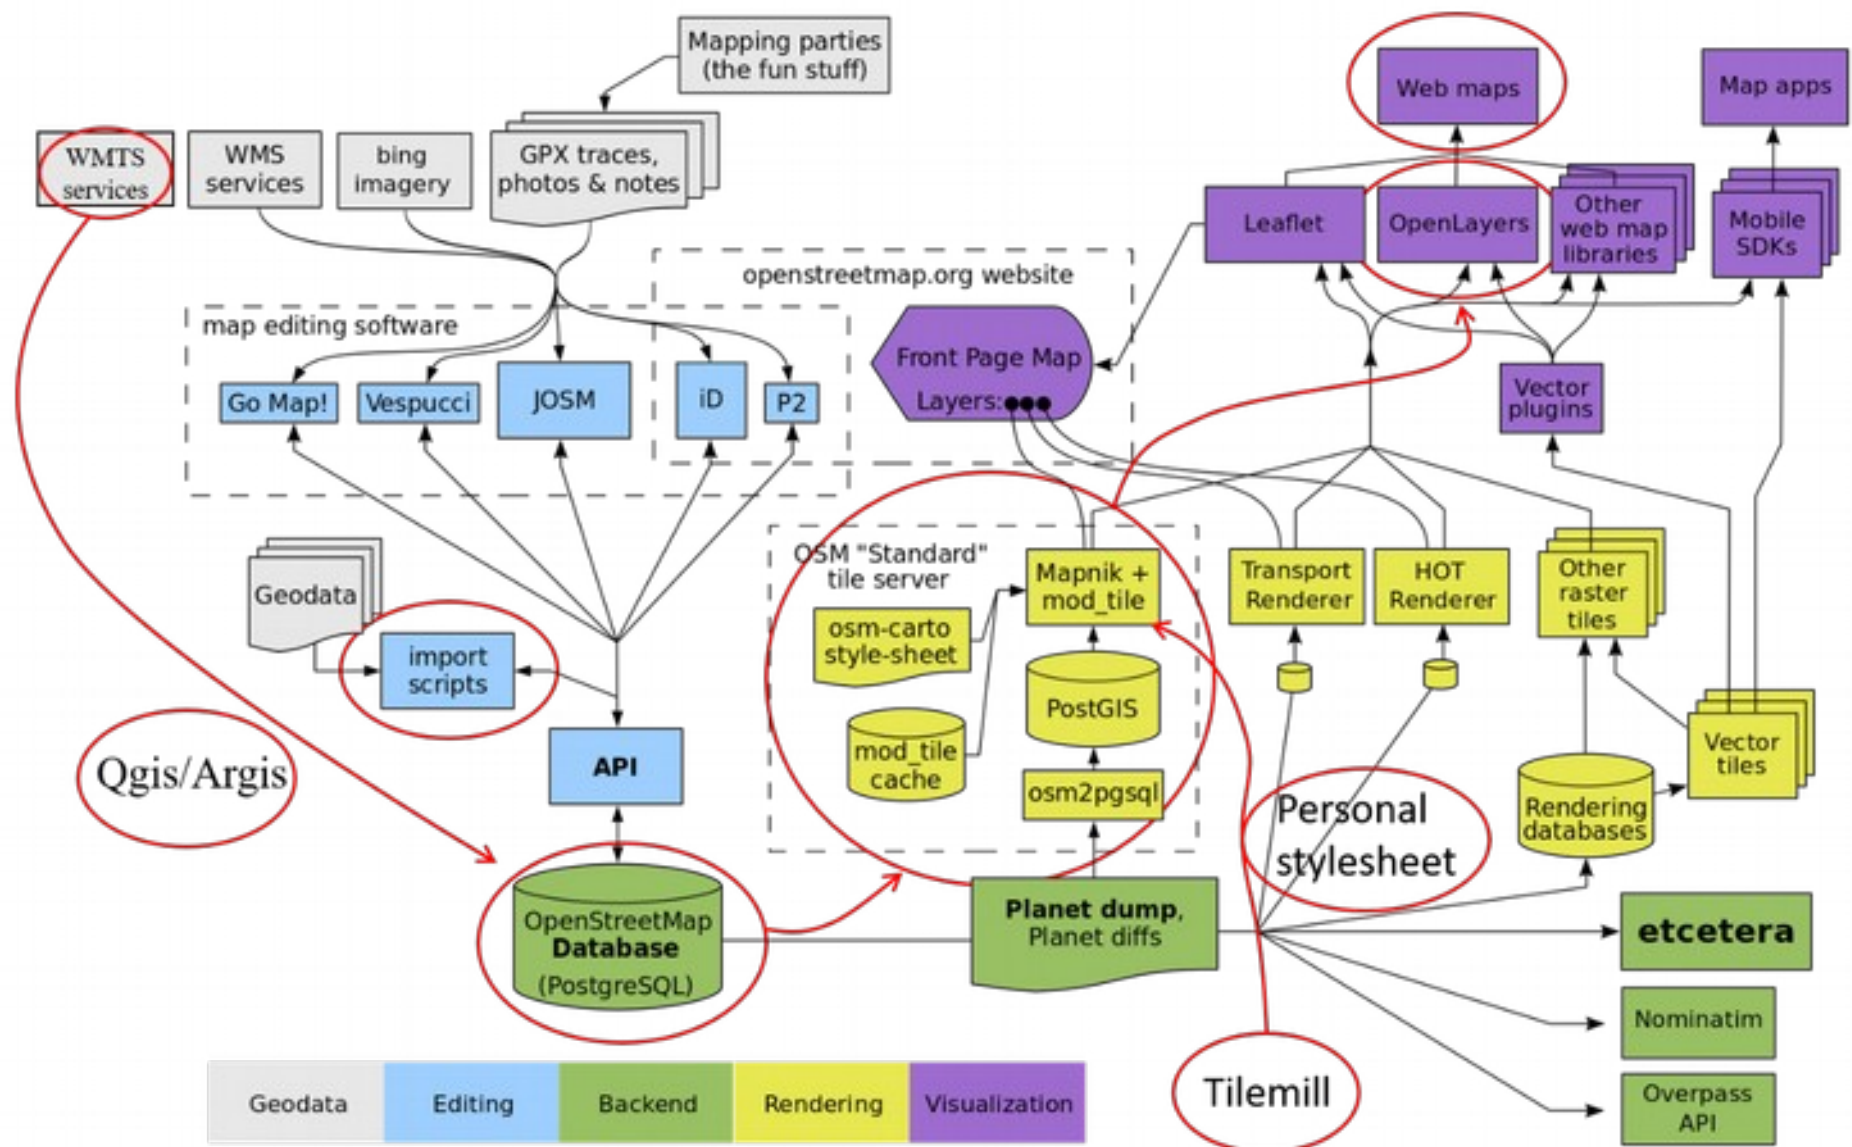 Mapping parties
(the fun stuff)
Web maps
Map apps
WMTS
services
WMS
services
bing
imagery
GPX traces,
photos & notes
Leaflet
OpenLayers
Other
web map
libraries
Mobile
SDKs
openstreetmap.org website
map editing software
Front Page Map
Layers:
Go Map!
Vespucci
JOSM
iD
P2
Vector
plugins
OSM "Standard"
tile server
Mapnik +
mod_tile
Transport
Renderer
HOT
Renderer
Other
raster
tiles
Geodata
osm-carto
style-sheet
import
scripts
PostGIS
mod_tile
cache
Vector
tiles
Qgis/Argis
API
osm2pgsql
Personal
stylesheet
Rendering
databases
OpenStreetMap
Database
(PostgreSQL)
Planet dump,
Planet diffs
etcetera
Nominatim
Tilemill
Overpass
API
Geodata
Editing
Backend
Rendering
Visualization